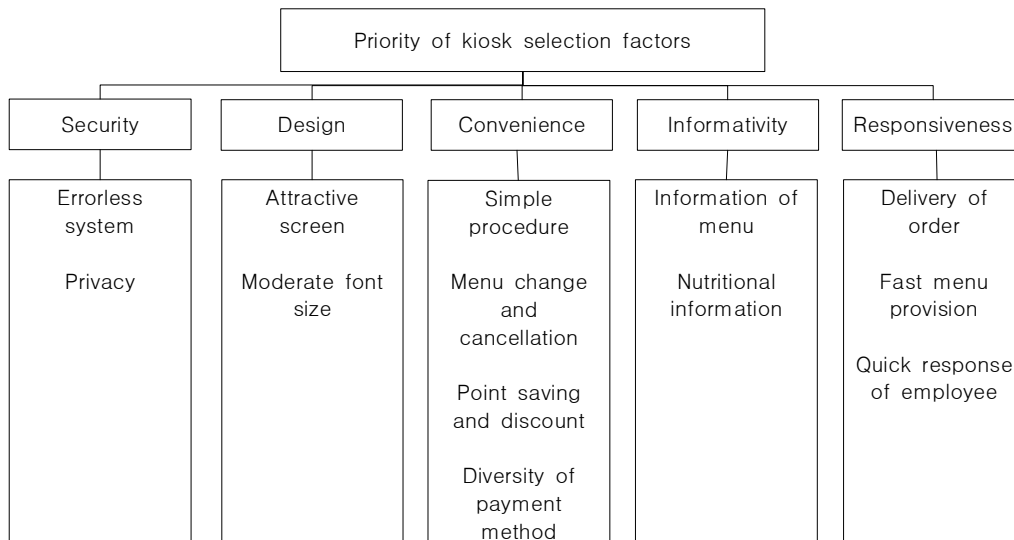 Priority of kiosk selection factors
Security
Design
Convenience
Informativity
Responsiveness
Errorless
system
Privacy
Attractive
screen
Moderate font
size
Simple
procedure
Menu change
and
cancellation
Point saving
and discount
Diversity of
payment
method
Information of
menu
Nutritional
information
Delivery of
order
Fast menu
provision
Quick response
of employee